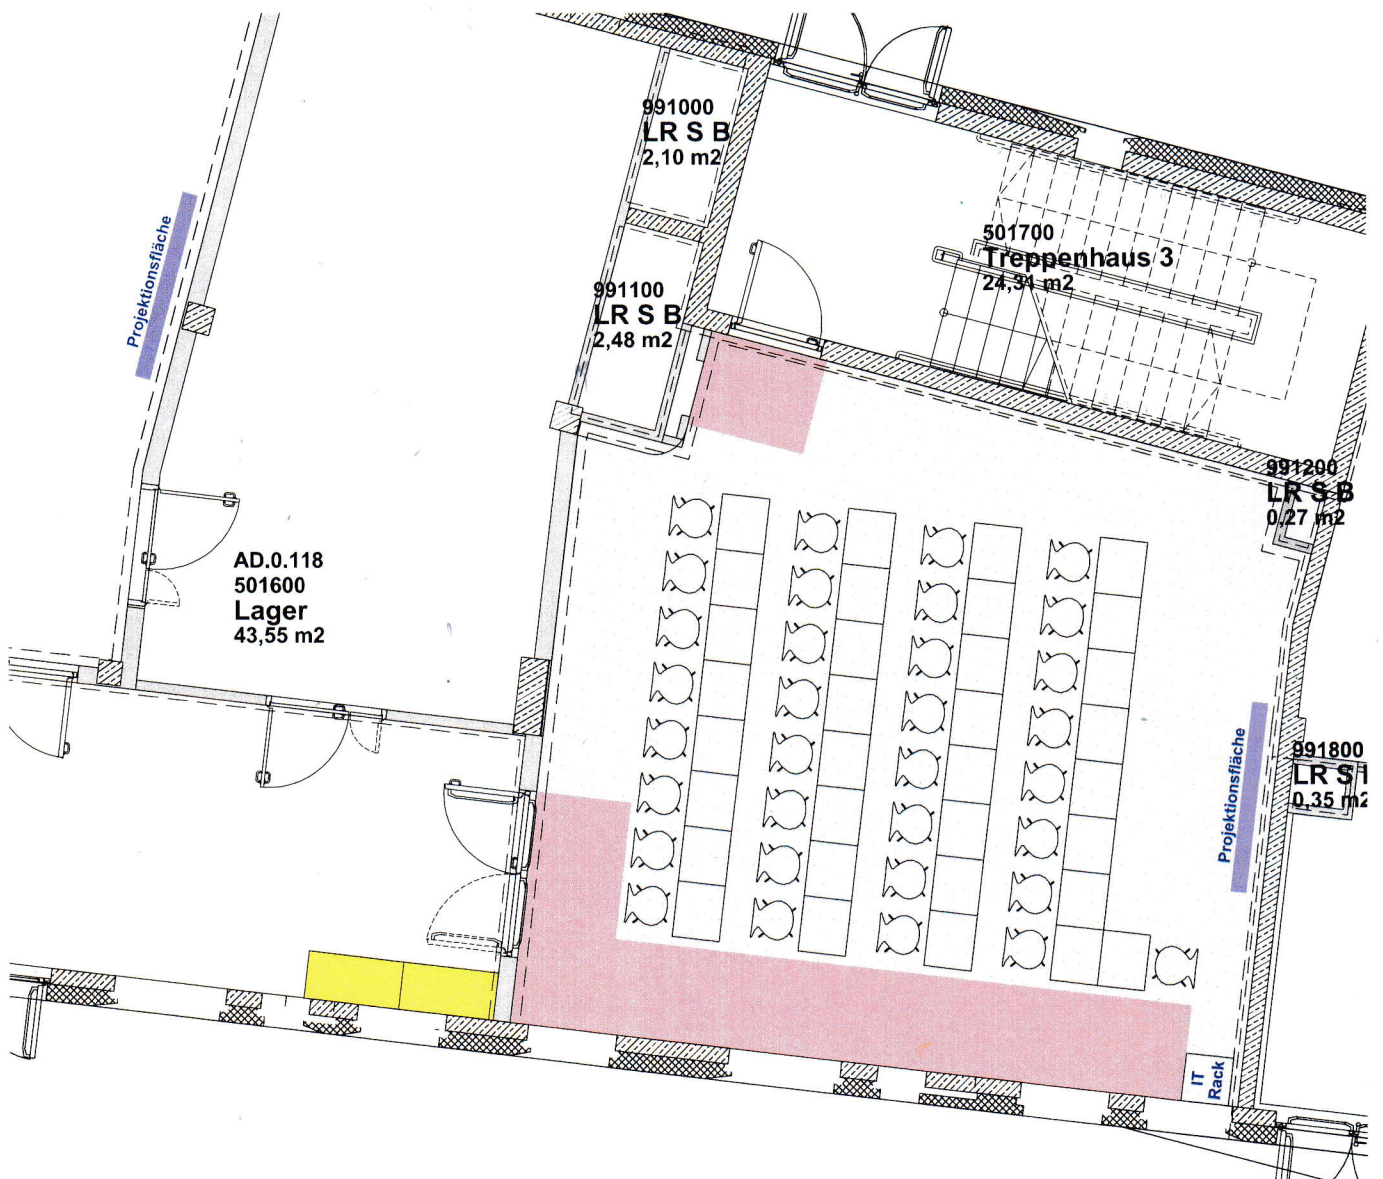 991000
LR S B
2,10 m2
Projektionsfläche
501700
Treppenhaus 3
24,31 m2
991100
LR S B
2,48 m2
991200
LR S B
0,27 m2
AD.0.118
501600
Lager
43,55 m2
Projektionsfläche
991800
LR S
0,35 m2
IT
Rack